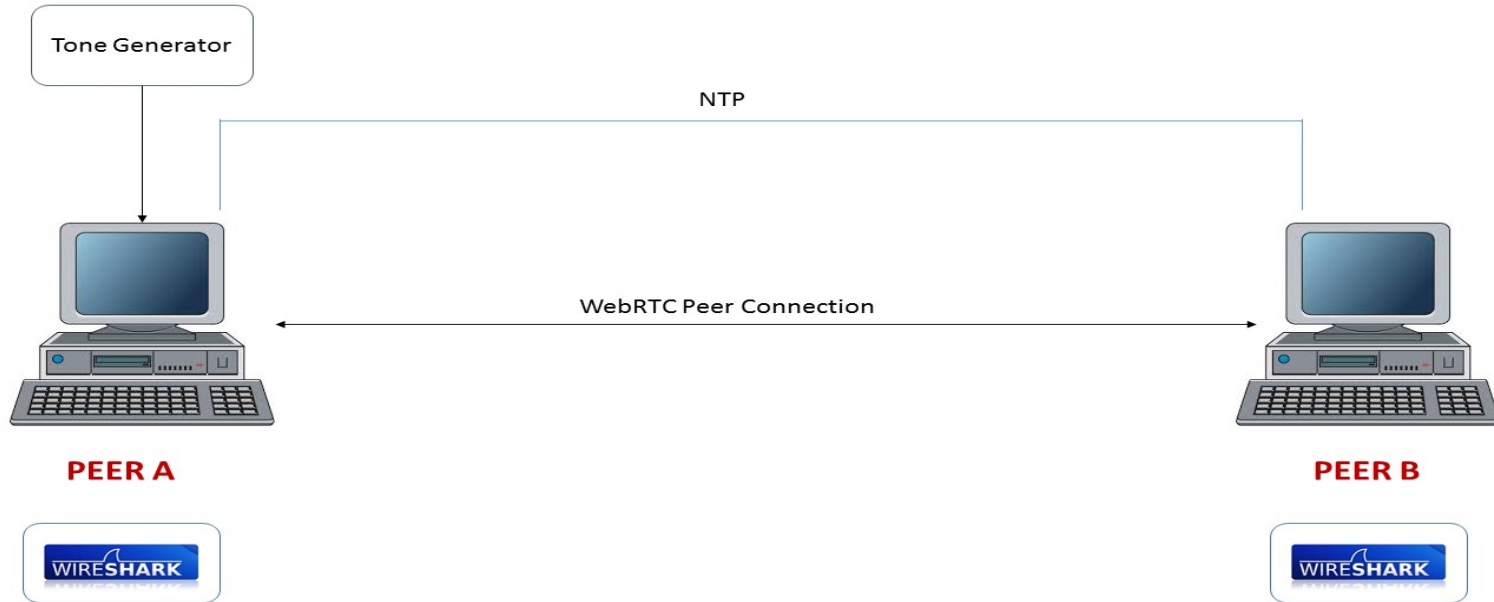 Tone Generator
NTP
WebRTC Peer Connection
PEER A
PEER B
WIRESHARK
WIRESHARK